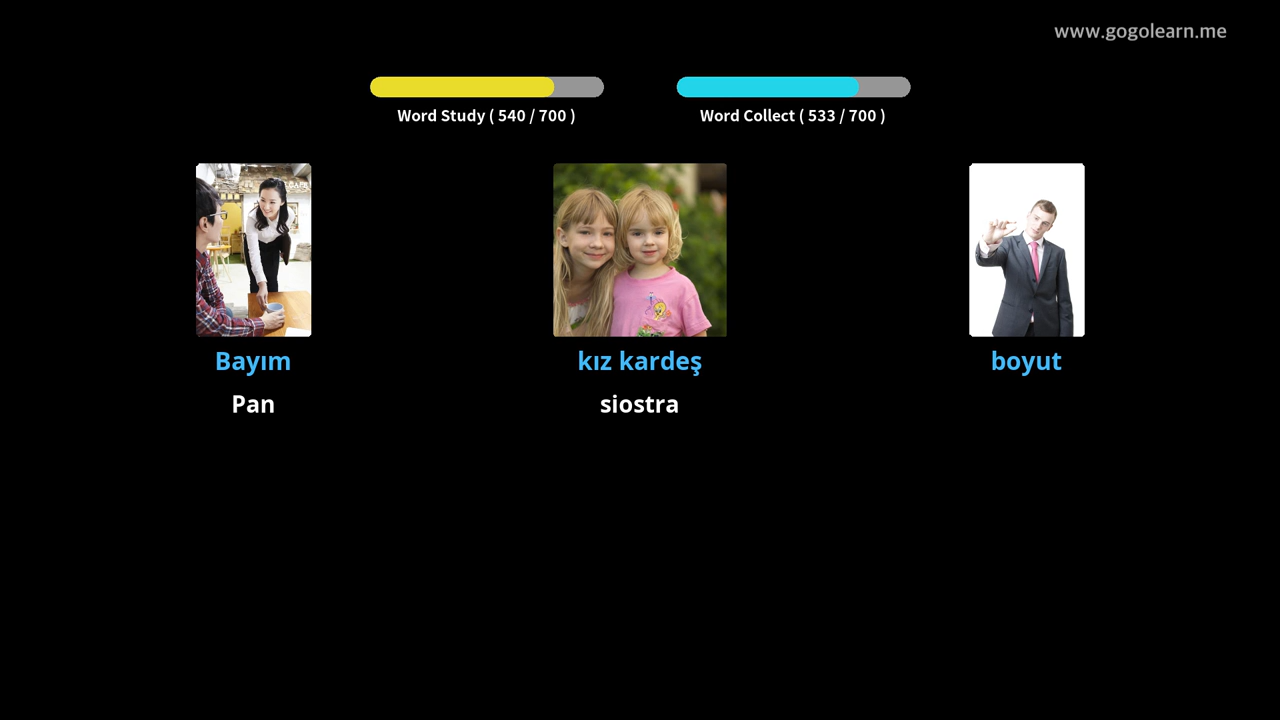 www.gogolearn.me
Word Study ( 540 / 700 )
Word Collect ( 533 / 700 )
Bayım
kız kardeş
boyut
Pan
siostra